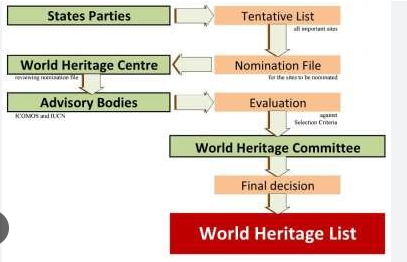 States Parties
Tentative List
all important sites
World Heritage Centre
Nomination File
reviewing nomination file
for the sites to be nominated
Advisory Bodies
Evaluation
ICOMOS and IUCN
against
Selection Criteria
World Heritage Committee
Final decision
World Heritage List